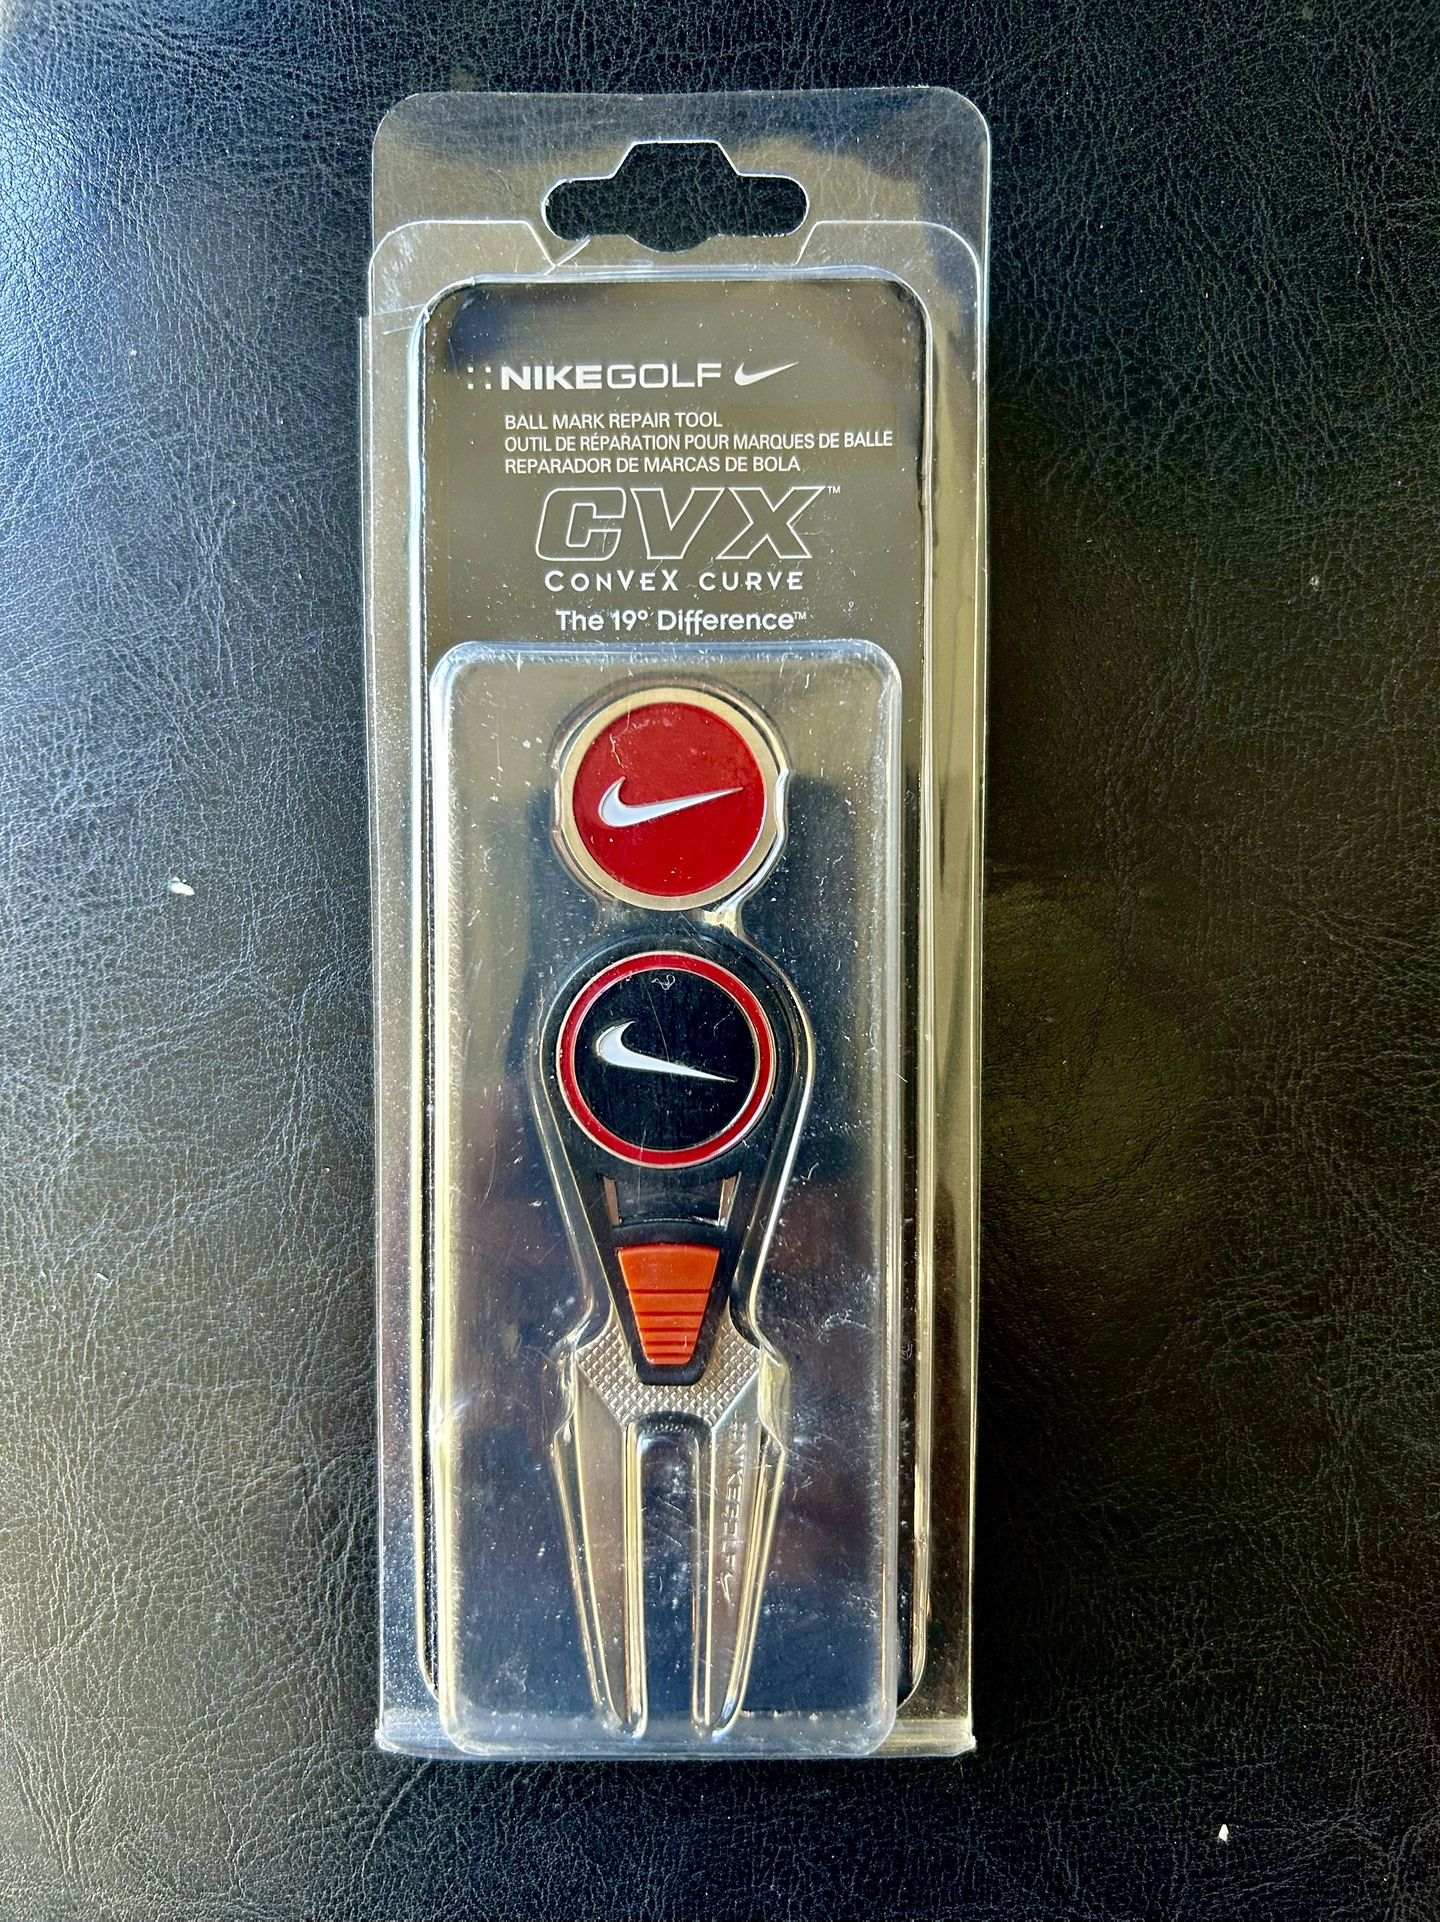 NIKEGOLF
BALL MARK REPAIR TOOL
OUTIL DE RÉPARATION POUR MARQUES DE BALLE
REPARADOR DE MARCAS DE BOLA
CVX™
CONVEX CURVE
The 19° Difference™
NIKEGOLF